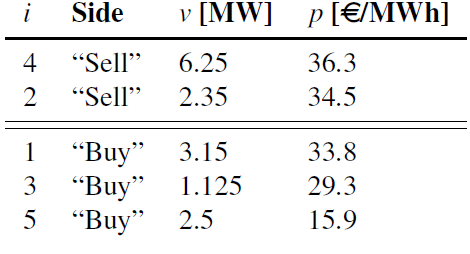 i Side v [MW] p [€/MWh]
4 “Sell” 6.25 36.3
2 “Sell” 2.35 34.5
1 “Buy” 3.15 33.8
3 “Buy” 1.125 29.3
5 “Buy” 2.5 15.9